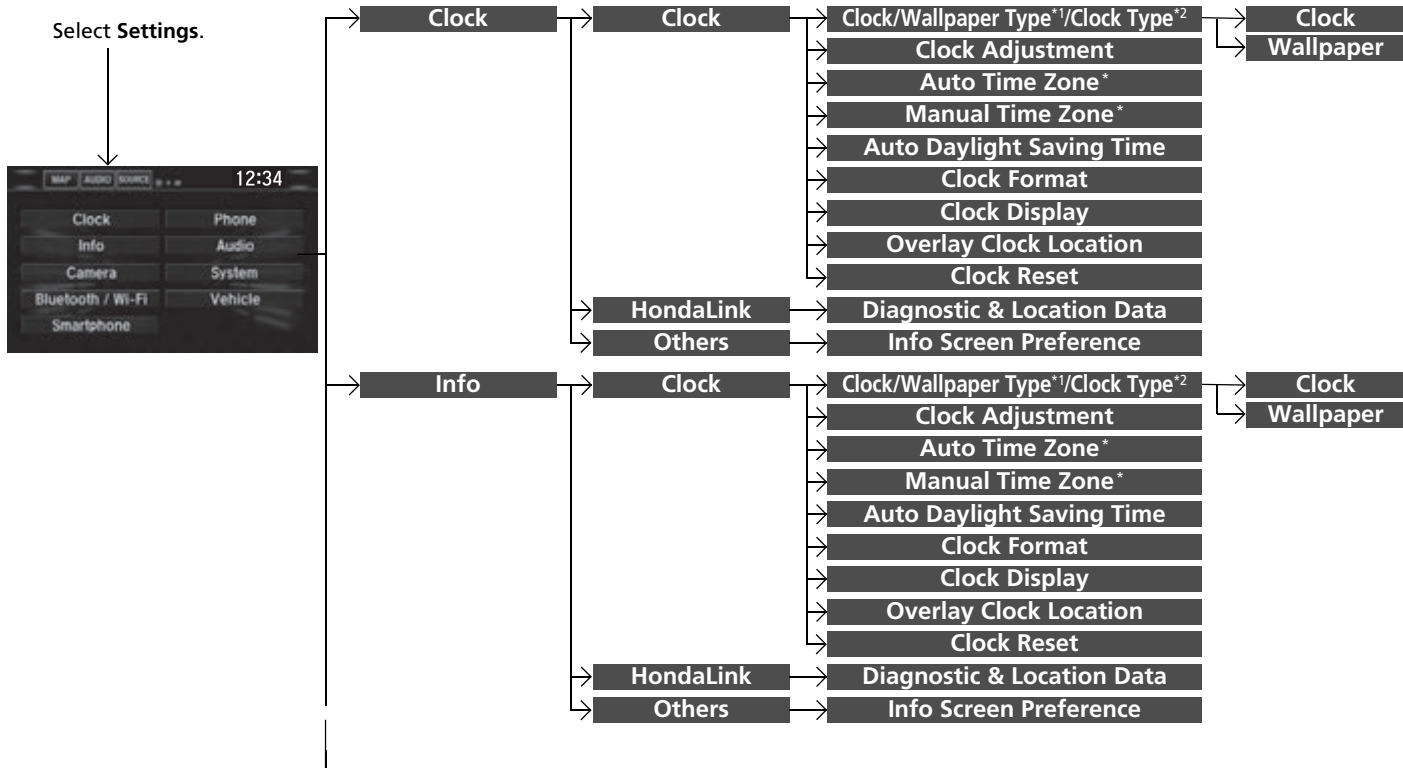 Select Settings.
MAP AUDIO SOURCE 12:34
Clock Phone
Info Audio
Camera System
Bluetooth / Wi-Fi Vehicle
Smartphone
Clock
Clock
Clock/Wallpaper Type*1/Clock Type*2
Clock
Wallpaper
Clock Adjustment
Auto Time Zone*
Manual Time Zone*
Auto Daylight Saving Time
Clock Format
Clock Display
Overlay Clock Location
Clock Reset
HondaLink
Diagnostic & Location Data
Others
Info Screen Preference
Info
Clock
Clock/Wallpaper Type*1/Clock Type*2
Clock
Wallpaper
Clock Adjustment
Auto Time Zone*
Manual Time Zone*
Auto Daylight Saving Time
Clock Format
Clock Display
Overlay Clock Location
Clock Reset
HondaLink
Diagnostic & Location Data
Others
Info Screen Preference